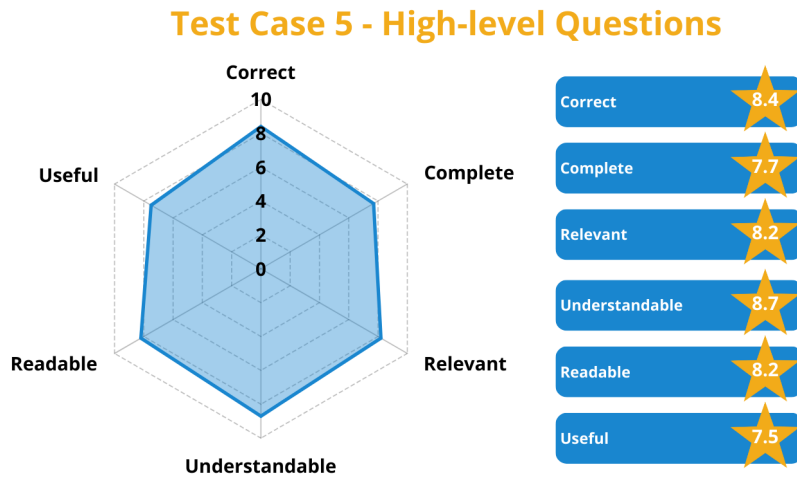 Test Case 5 - High-level Questions
Correct
10
8
6
4
2
0
Useful
Complete
Readable
Relevant
Understandable
Correct 8.4
Complete 7.7
Relevant 8.2
Understandable 8.7
Readable 8.2
Useful 7.5